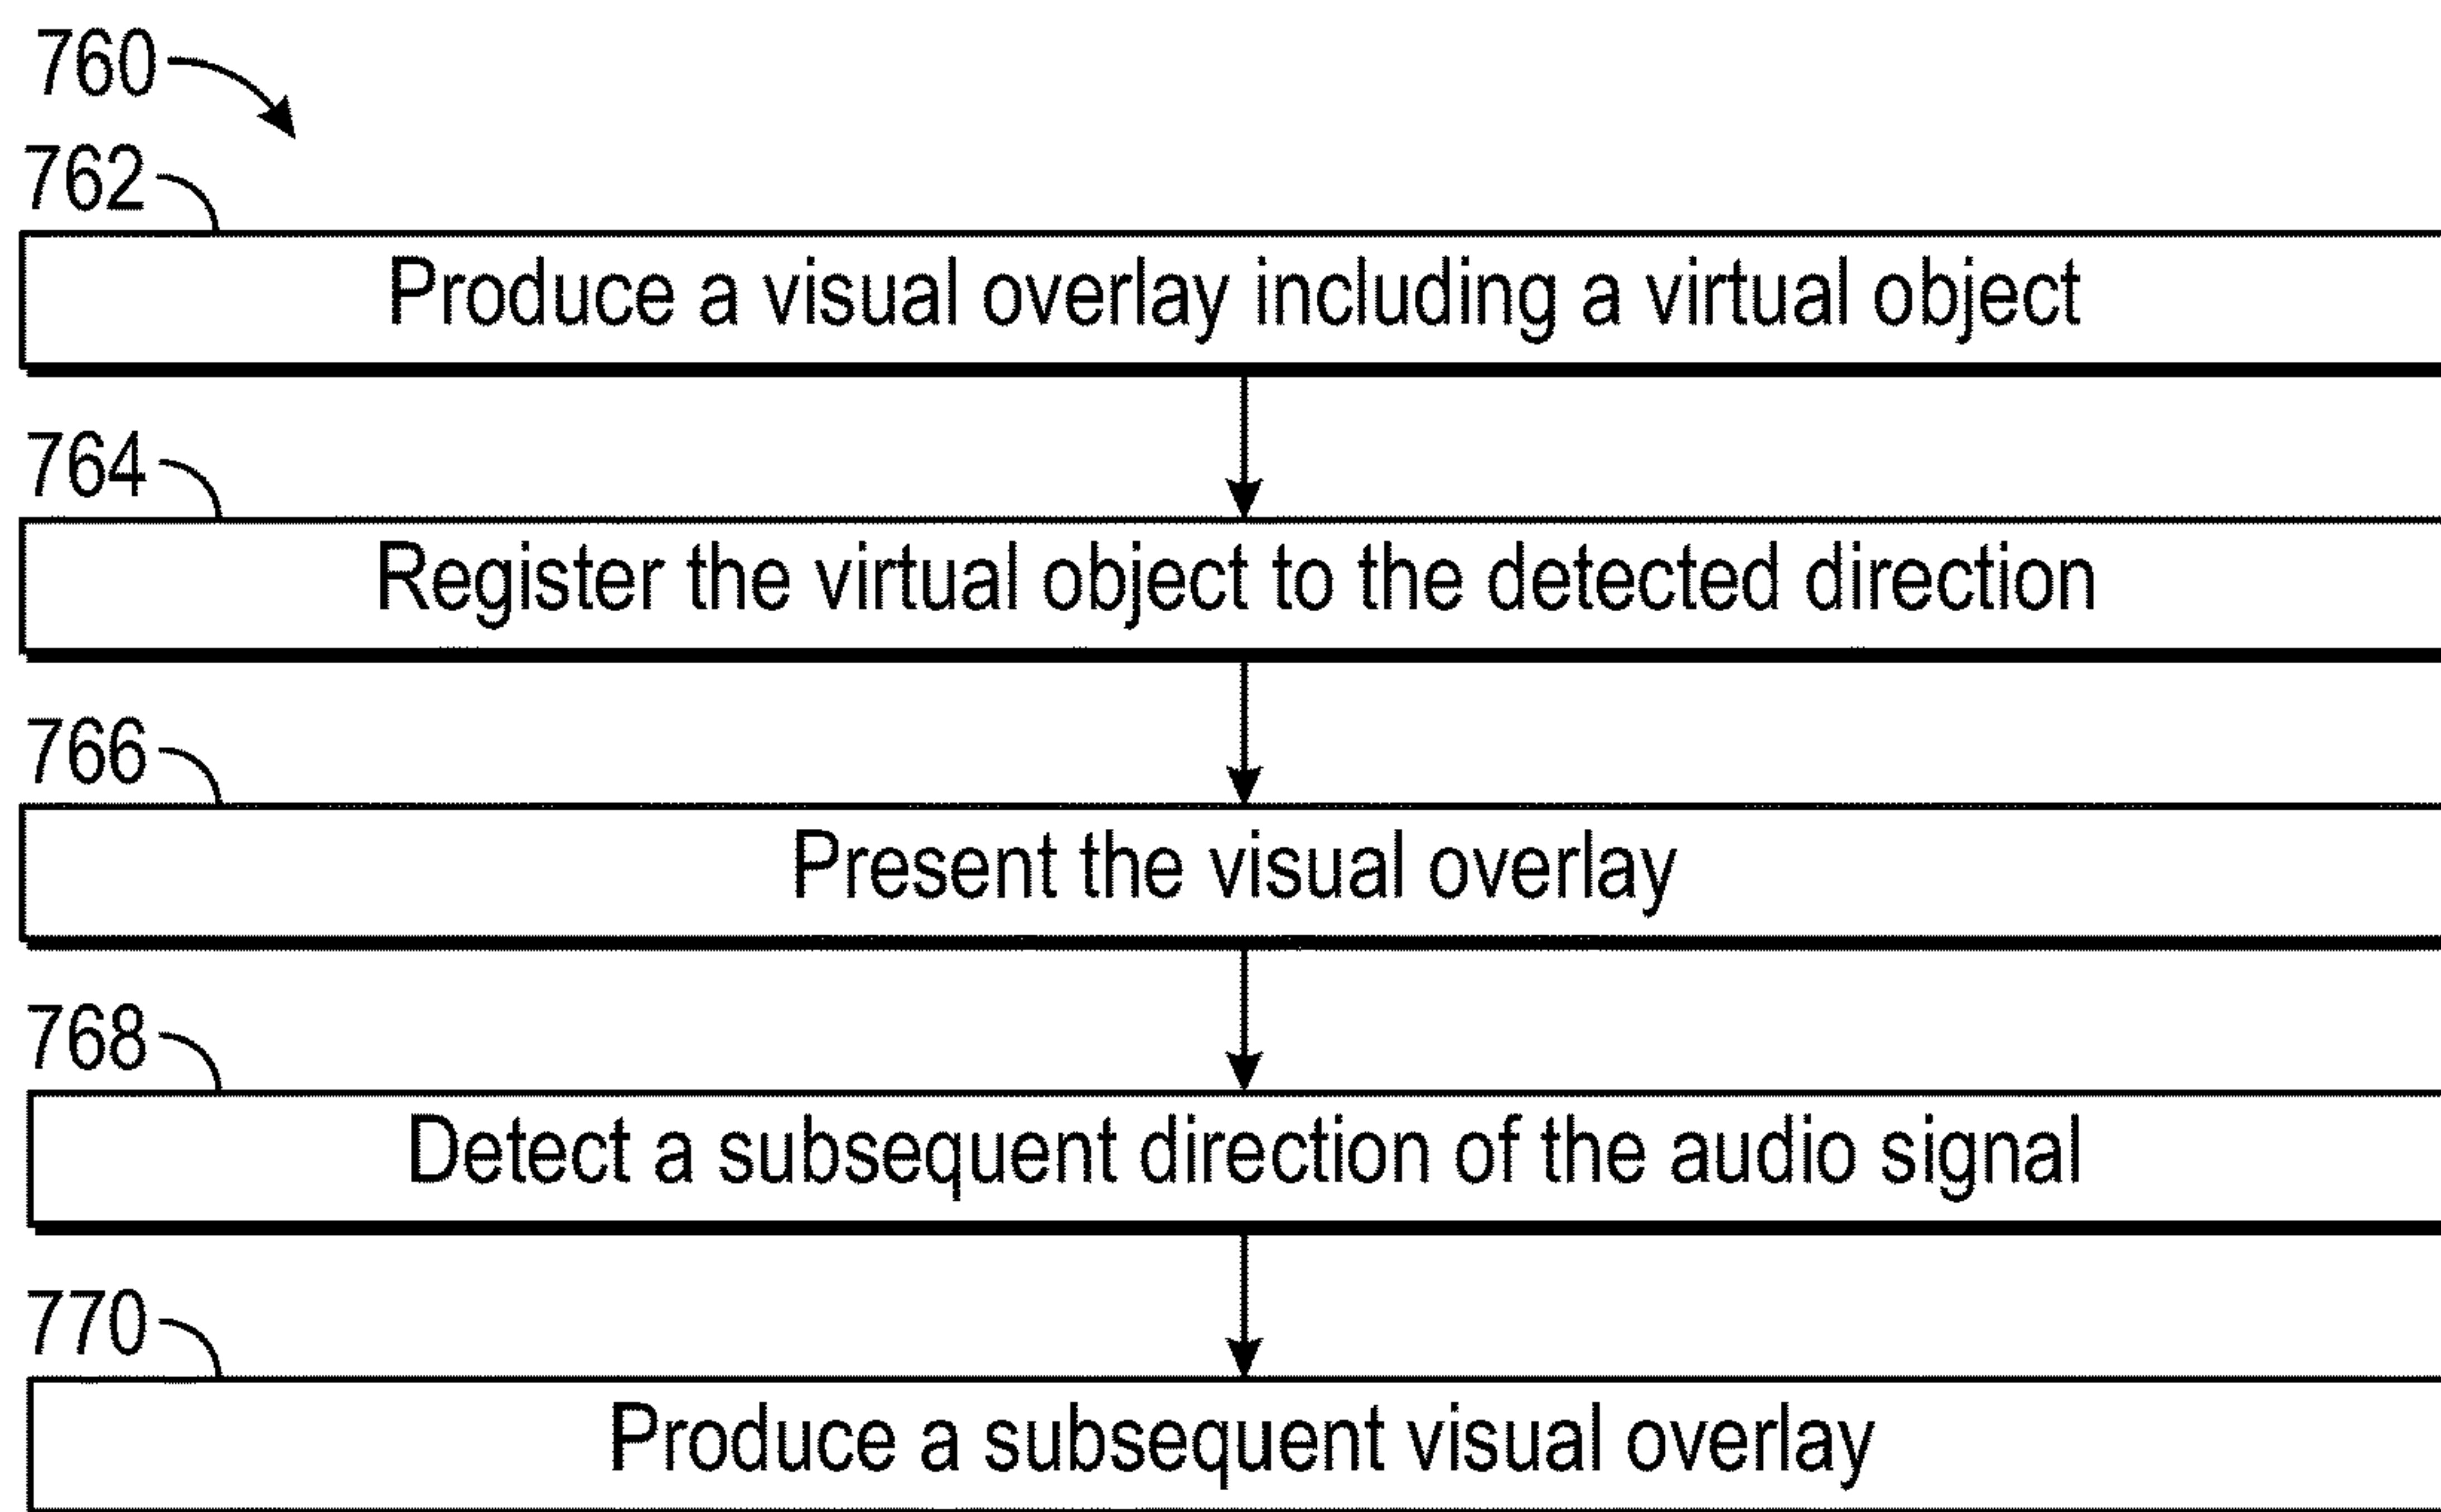 760
762
Produce a visual overlay including a virtual object
764
Register the virtual object to the detected direction
766
Present the visual overlay
768
Detect a subsequent direction of the audio signal
770
Produce a subsequent visual overlay